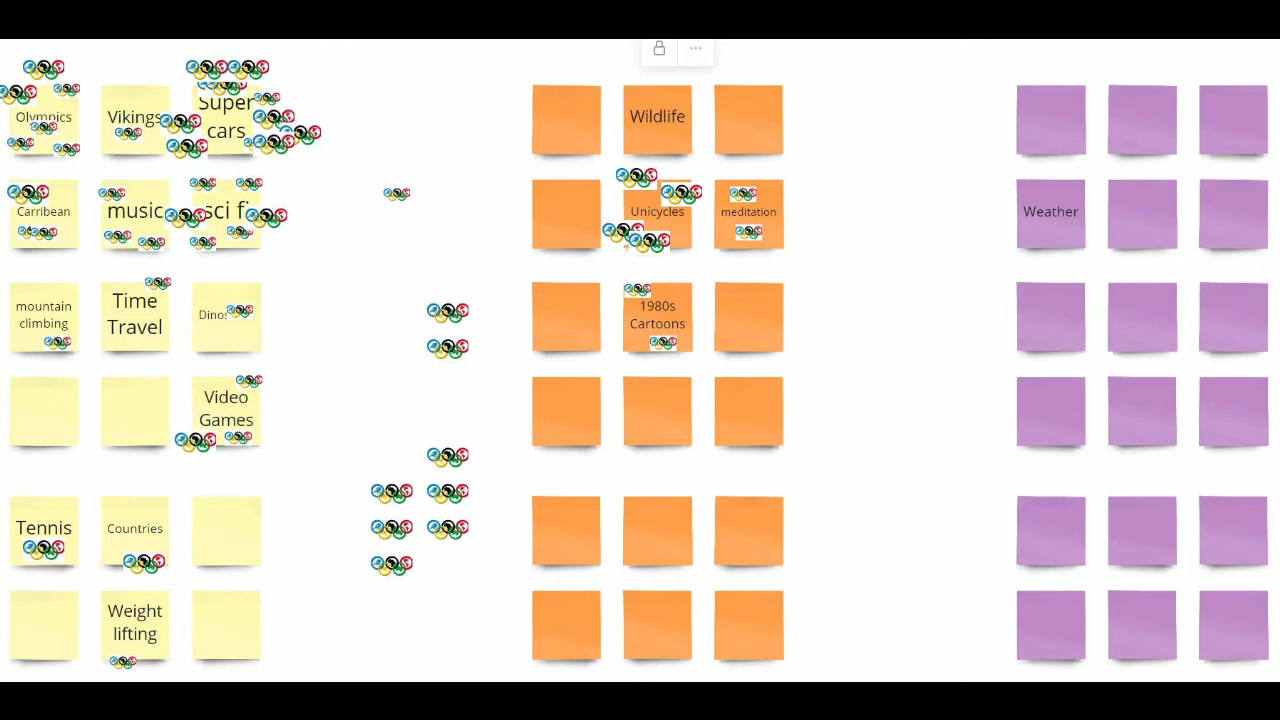 Olympics
Vikings
Super
cars
Wildlife
Carribean
music
sci fi
Unicycles
meditation
Weather
mountain
climbing
Time
Travel
1980s
Cartoons
Video
Games
Tennis
Countries
Weight
lifting